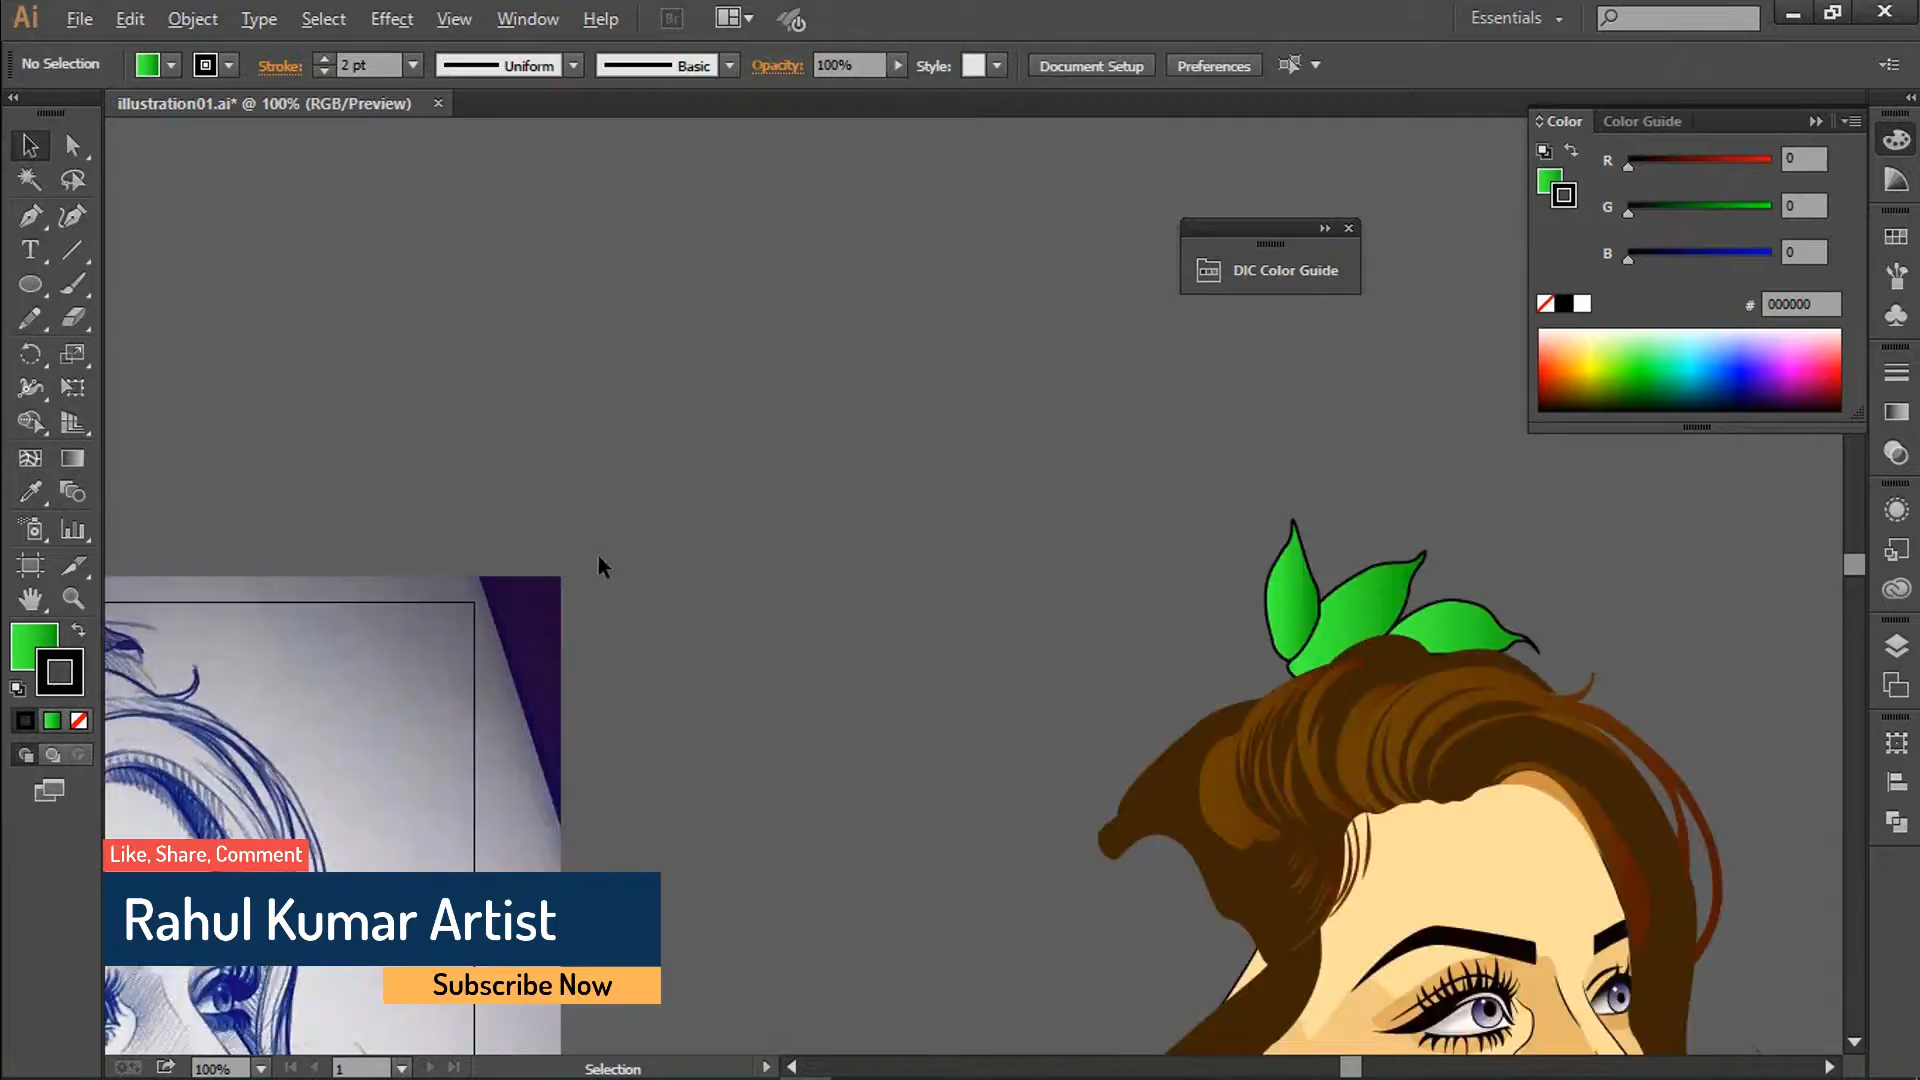 Ai File Edit Object Type Select Effect View Window Help Br Essentials
No Selection Stroke: 2 pt Uniform Basic Opacity: 100% Style: Document Setup Preferences
illustration01.ai* @ 100% (RGB/Preview)
Color Color Guide
R 0
G 0
B 0
# 000000
DIC Color Guide
T
Like, Share, Comment
Rahul Kumar Artist
Subscribe Now
100% 1 Selection